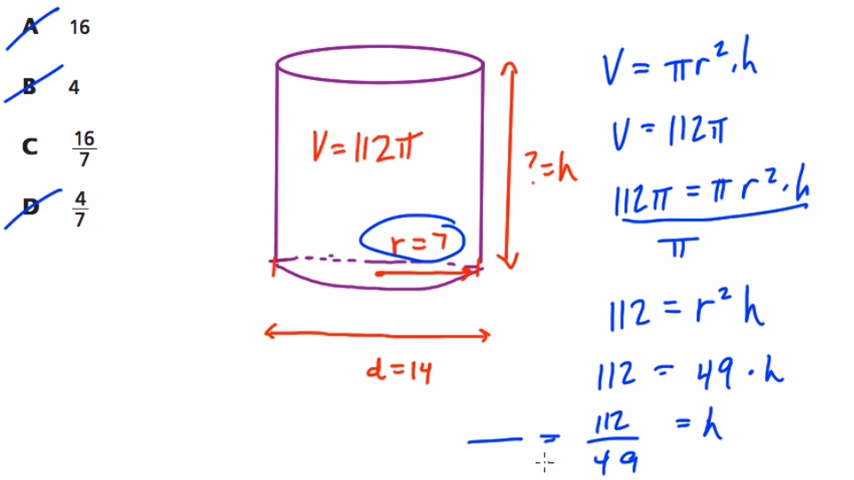 A 16
B 4
C 16/7
D 4/7
V = 112π
? = h
r = 7
d = 14
V = πr²·h
V = 112π
112π = πr²·h
π
112 = r²h
112 = 49·h
= 112/49 = h